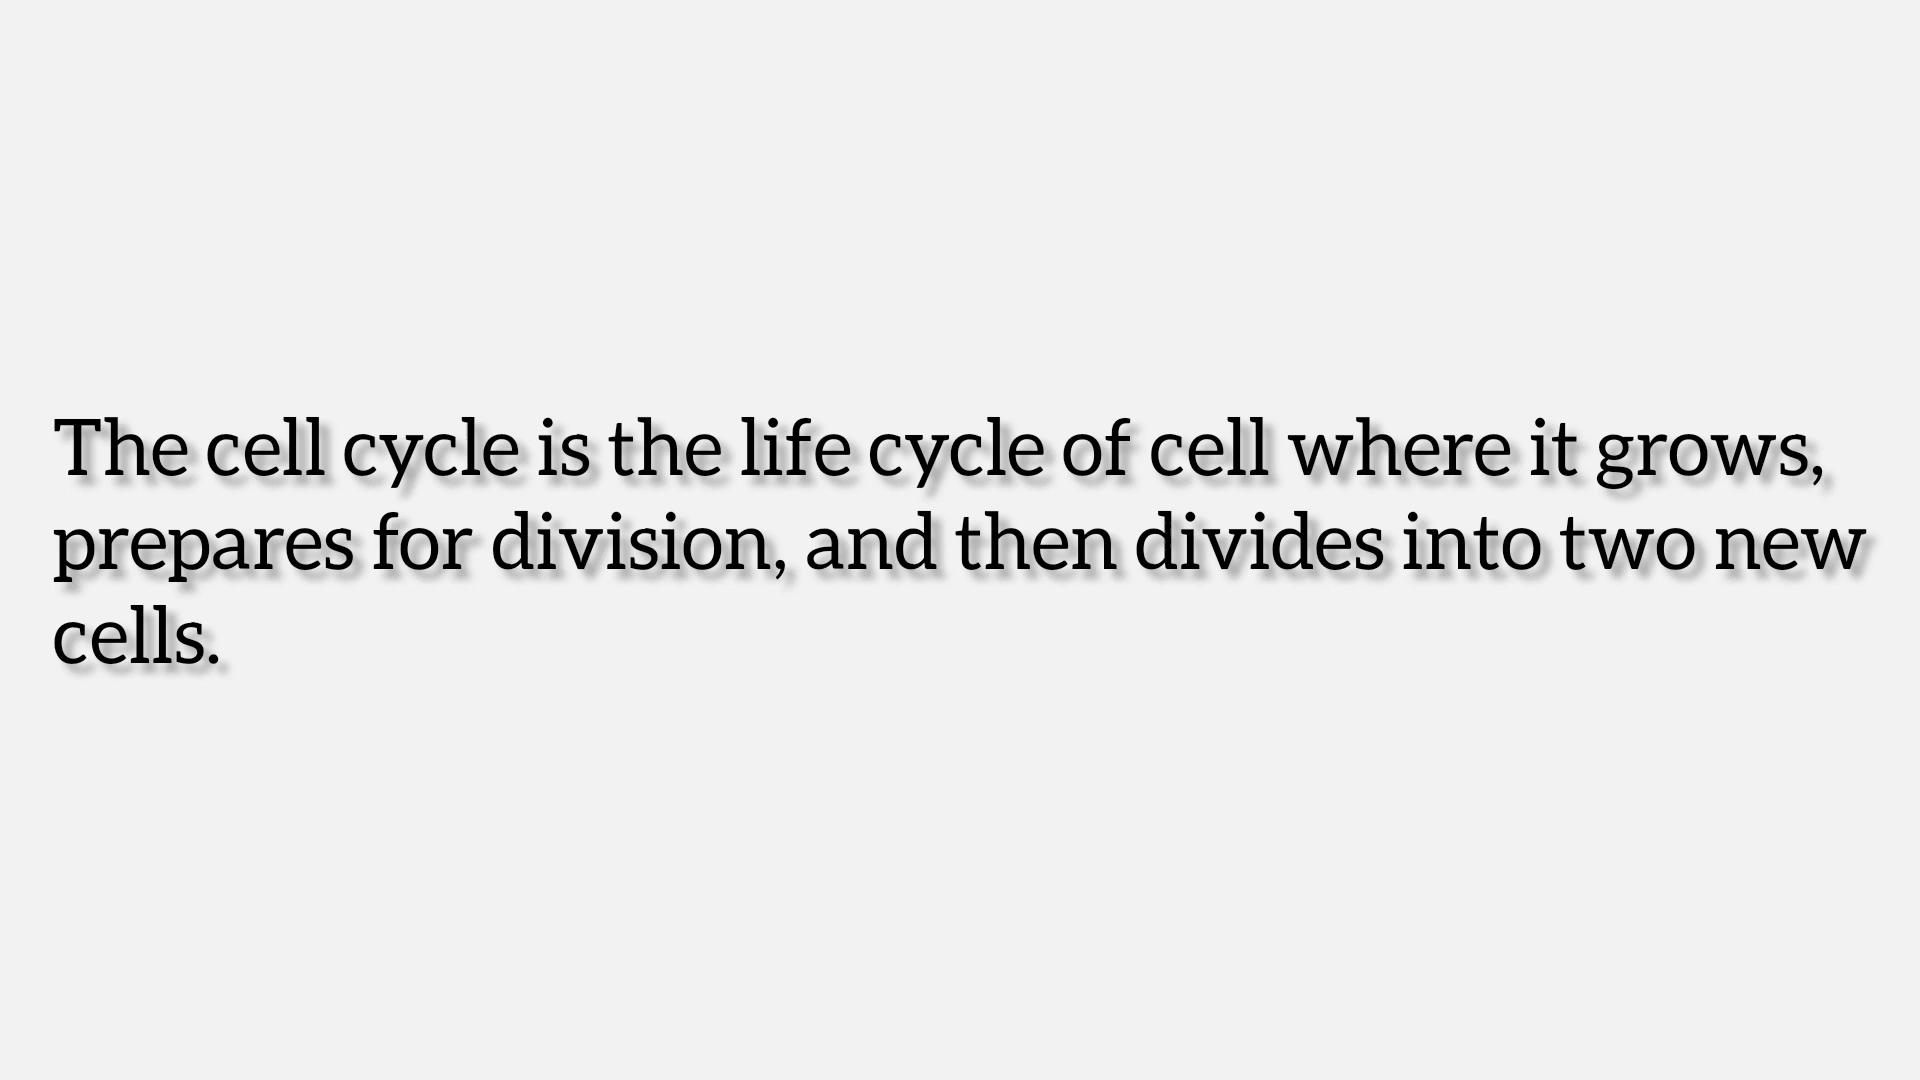 The cell cycle is the life cycle of cell where it grows,
prepares for division, and then divides into two new
cells.